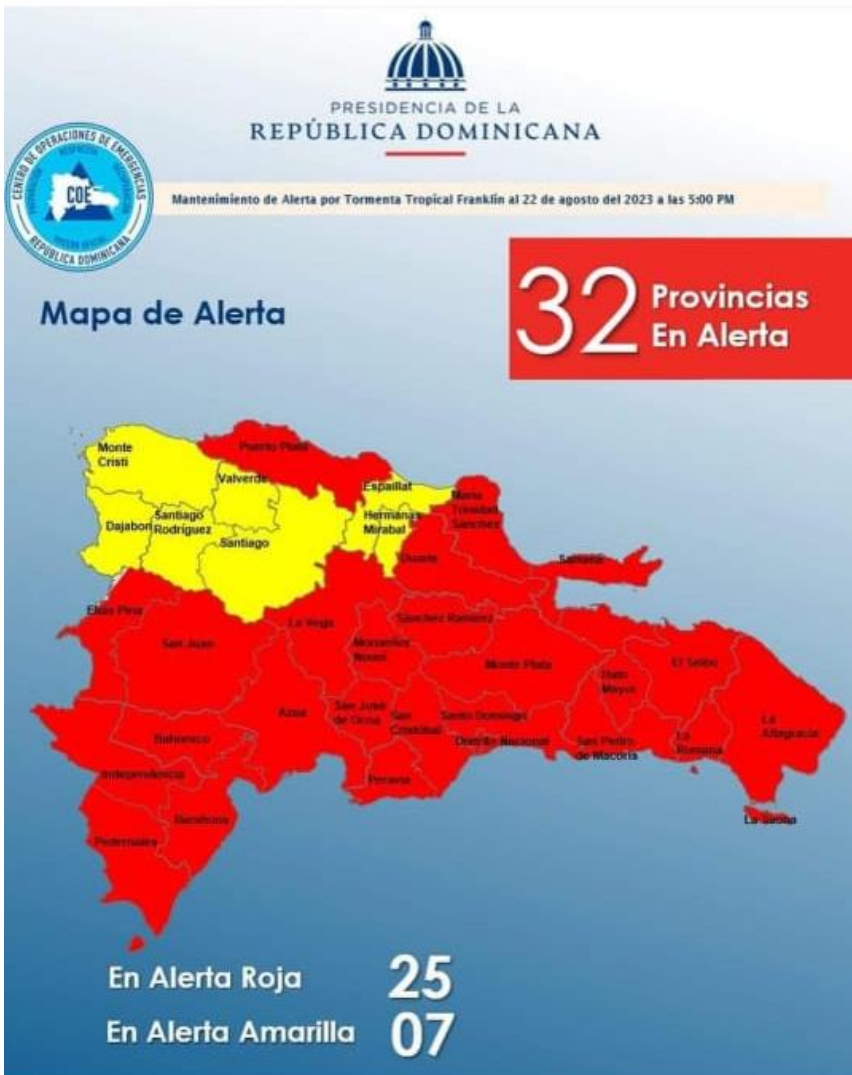 PRESIDENCIA DE LA
REPÚBLICA DOMINICANA
CENTRO DE OPERACIONES DE EMERGENCIAS
COE
REPÚBLICA DOMINICANA
Mantenimiento de Alerta por Tormenta Tropical Franklin al 22 de agosto del 2023 a las 5:00 PM
32 Provincias
En Alerta
Mapa de Alerta
Monte
Cristi
Puerto Plata
Valverde
Espaillat
Maria
Trinidad
Sánchez
Dajabon
Santiago
Rodríguez
Santiago
Hermanas
Mirabal
Duarte
Samaná
Elias Pina
San Juan
La Vega
Sánchez Ramírez
Monseñor
Nouel
Monte Plata
Hato
Mayor
El Seibo
Azua
San José
de Ocoa
San
Cristóbal
Santo Domingo
Distrito Nacional
San Pedro
de Macorís
La
Romana
La
Altagracia
Bahoruco
Independencia
Peravia
Barahona
Pedernales
La Saona
En Alerta Roja 25
En Alerta Amarilla 07